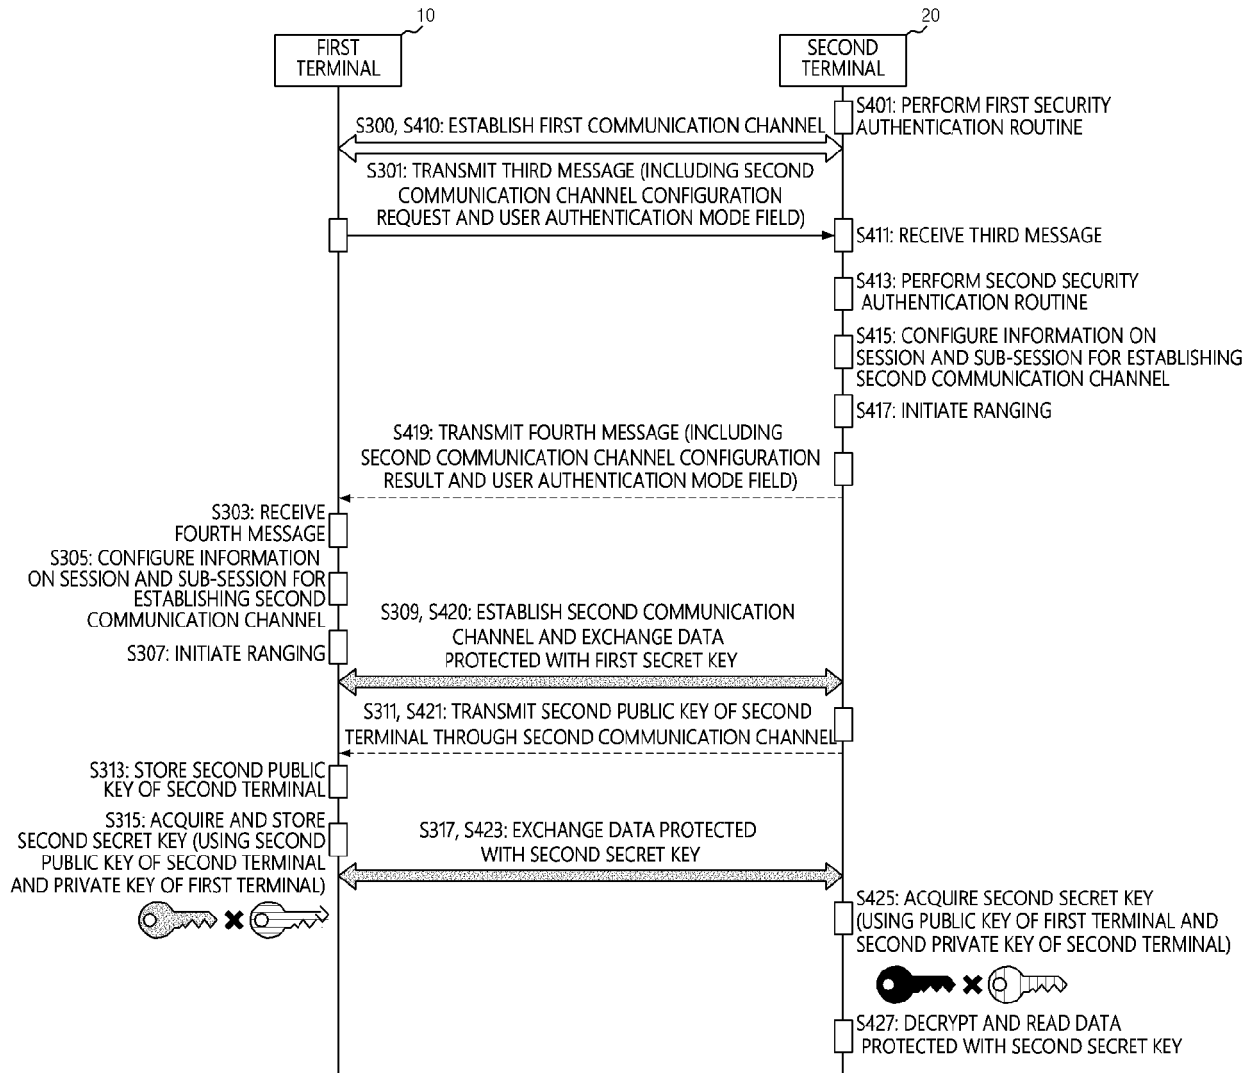 10
20
FIRST
TERMINAL
SECOND
TERMINAL
S401: PERFORM FIRST SECURITY
AUTHENTICATION ROUTINE
S300, S410: ESTABLISH FIRST COMMUNICATION CHANNEL
S301: TRANSMIT THIRD MESSAGE (INCLUDING SECOND
COMMUNICATION CHANNEL CONFIGURATION
REQUEST AND USER AUTHENTICATION MODE FIELD)
S411: RECEIVE THIRD MESSAGE
S413: PERFORM SECOND SECURITY
AUTHENTICATION ROUTINE
S415: CONFIGURE INFORMATION ON
SESSION AND SUB-SESSION FOR ESTABLISHING
SECOND COMMUNICATION CHANNEL
S417: INITIATE RANGING
S419: TRANSMIT FOURTH MESSAGE (INCLUDING
SECOND COMMUNICATION CHANNEL CONFIGURATION
RESULT AND USER AUTHENTICATION MODE FIELD)
S303: RECEIVE
FOURTH MESSAGE
S305: CONFIGURE INFORMATION
ON SESSION AND SUB-SESSION FOR
ESTABLISHING SECOND
COMMUNICATION CHANNEL
S307: INITIATE RANGING
S309, S420: ESTABLISH SECOND COMMUNICATION
CHANNEL AND EXCHANGE DATA
PROTECTED WITH FIRST SECRET KEY
S311, S421: TRANSMIT SECOND PUBLIC KEY OF SECOND
TERMINAL THROUGH SECOND COMMUNICATION CHANNEL
S313: STORE SECOND PUBLIC
KEY OF SECOND TERMINAL
S315: ACQUIRE AND STORE
SECOND SECRET KEY (USING SECOND
PUBLIC KEY OF SECOND TERMINAL
AND PRIVATE KEY OF FIRST TERMINAL)
S317, S423: EXCHANGE DATA PROTECTED
WITH SECOND SECRET KEY
S425: ACQUIRE SECOND SECRET KEY
(USING PUBLIC KEY OF FIRST TERMINAL AND
SECOND PRIVATE KEY OF SECOND TERMINAL)
S427: DECRYPT AND READ DATA
PROTECTED WITH SECOND SECRET KEY